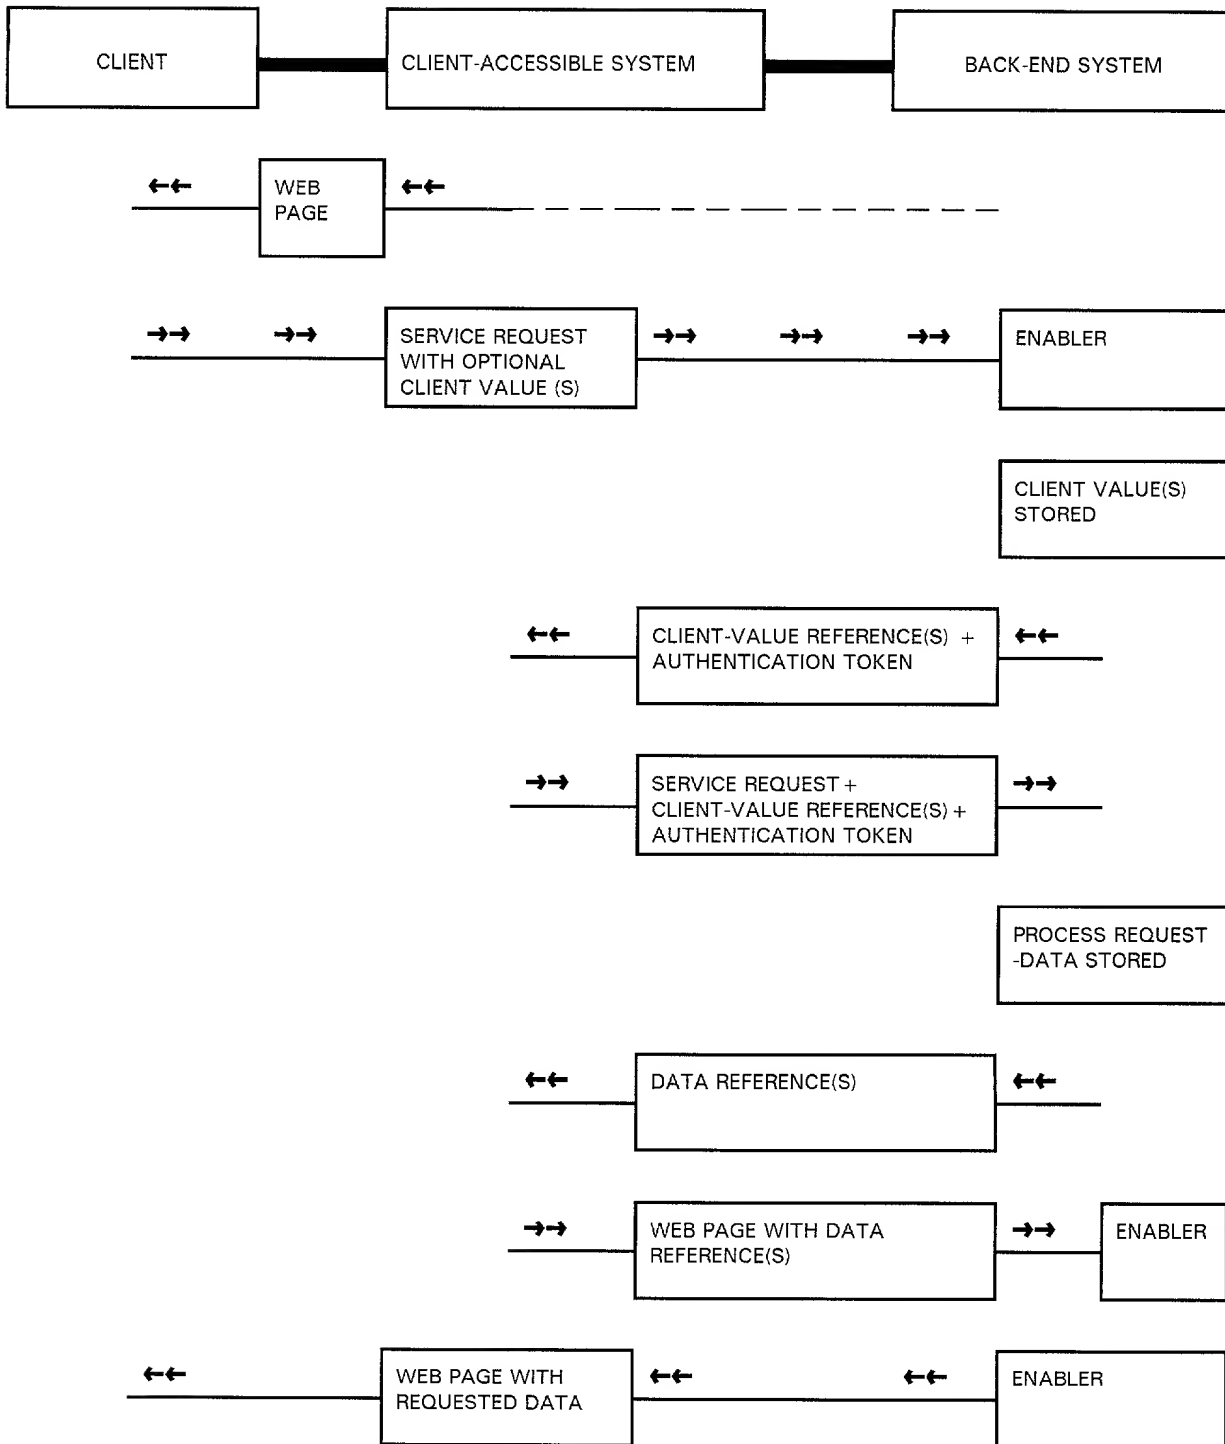 CLIENT
CLIENT-ACCESSIBLE SYSTEM
BACK-END SYSTEM
WEB
PAGE
SERVICE REQUEST
WITH OPTIONAL
CLIENT VALUE (S)
ENABLER
CLIENT VALUE(S)
STORED
CLIENT-VALUE REFERENCE(S) +
AUTHENTICATION TOKEN
SERVICE REQUEST +
CLIENT-VALUE REFERENCE(S) +
AUTHENTICATION TOKEN
PROCESS REQUEST
-DATA STORED
DATA REFERENCE(S)
WEB PAGE WITH DATA
REFERENCE(S)
ENABLER
WEB PAGE WITH
REQUESTED DATA
ENABLER